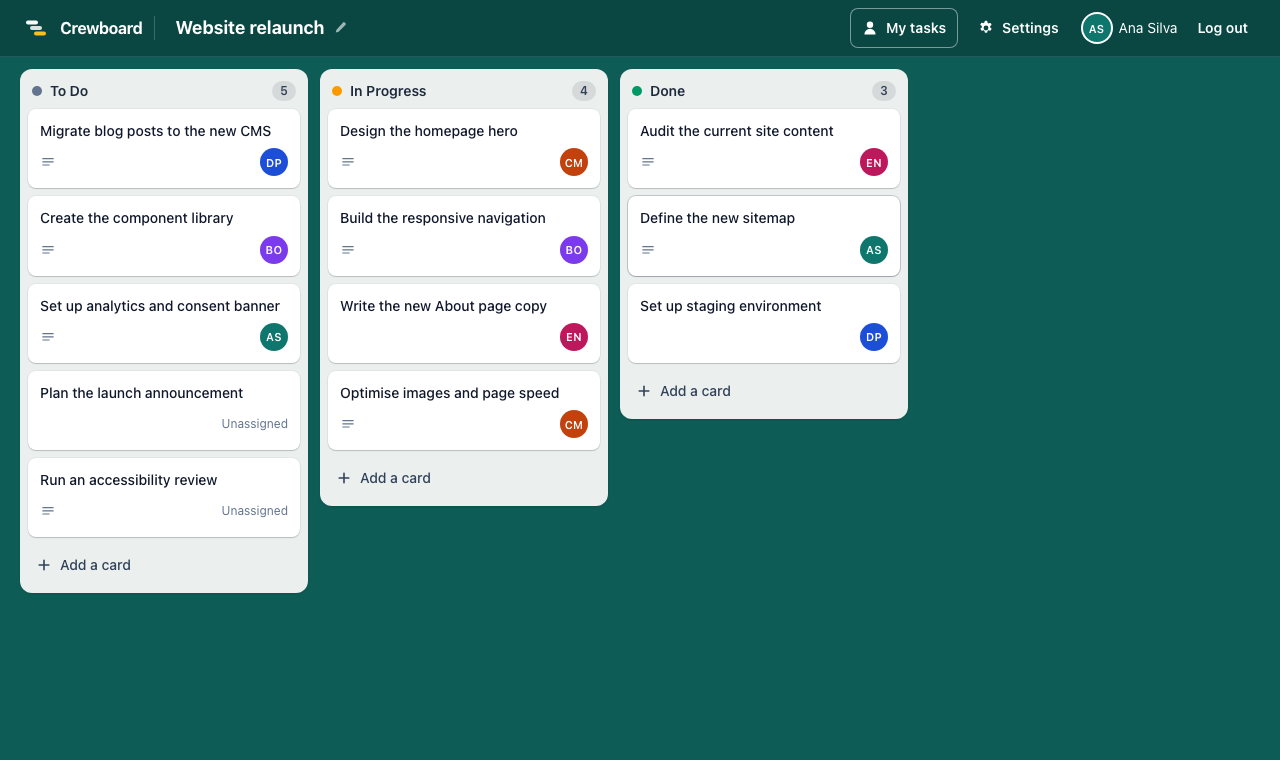 Crewboard
Website relaunch
My tasks
Settings
AS
Ana Silva
Log out
To Do
5
Migrate blog posts to the new CMS
DP
Create the component library
BO
Set up analytics and consent banner
AS
Plan the launch announcement
Unassigned
Run an accessibility review
Unassigned
Add a card
In Progress
4
Design the homepage hero
CM
Build the responsive navigation
BO
Write the new About page copy
EN
Optimise images and page speed
CM
Add a card
Done
3
Audit the current site content
EN
Define the new sitemap
AS
Set up staging environment
DP
Add a card